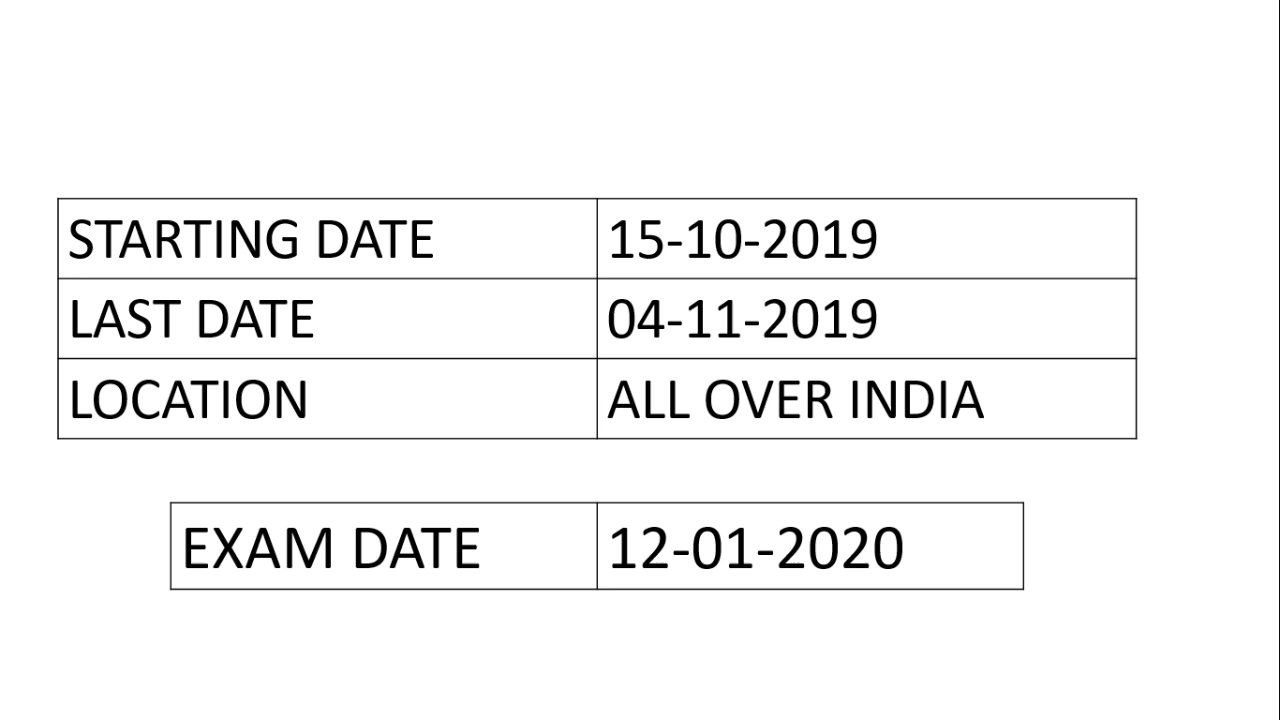 STARTING DATE 15-10-2019
LAST DATE 04-11-2019
LOCATION ALL OVER INDIA
EXAM DATE 12-01-2020